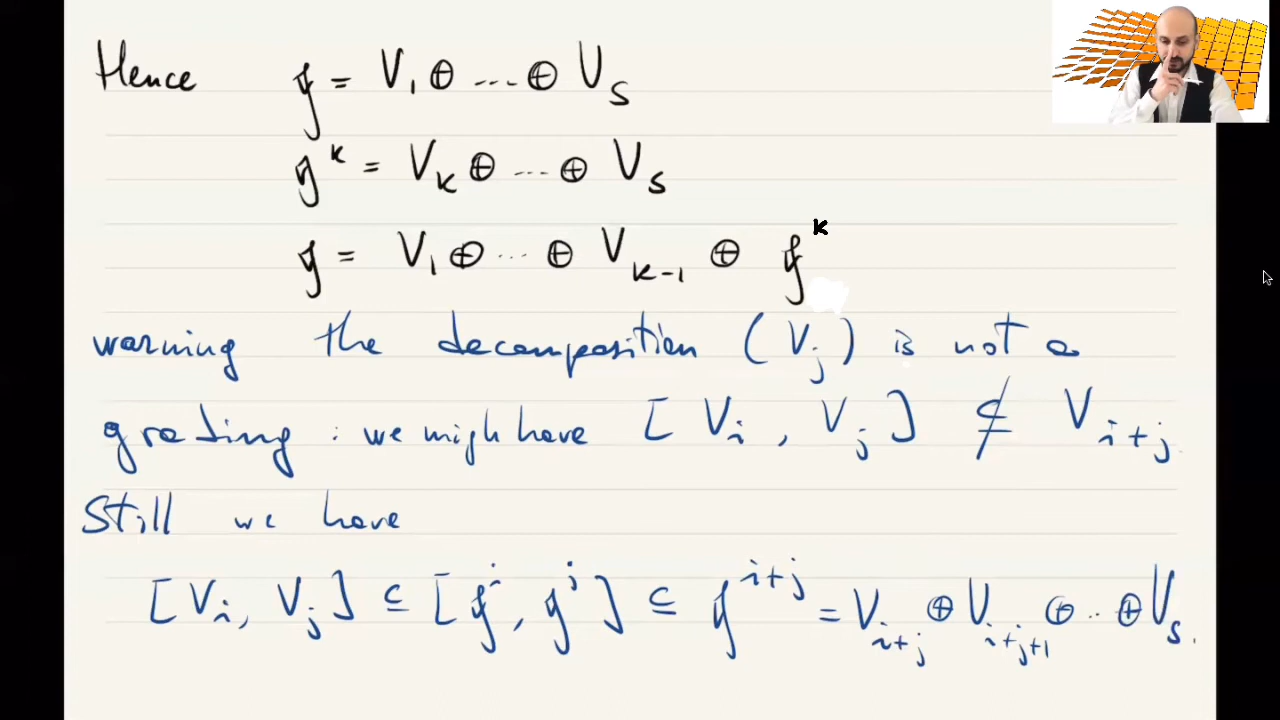 Hence 𝔤 = V₁ ⊕ ... ⊕ Vₛ
𝔤ᵏ = Vₖ ⊕ ... ⊕ Vₛ
𝔤 = V₁ ⊕ ... ⊕ Vₖ₋₁ ⊕ 𝔤ᵏ
warning the decomposition (Vⱼ) is not a
grading : we might have [Vᵢ, Vⱼ] ⊄ Vᵢ₊ⱼ.
Still we have
[Vᵢ, Vⱼ] ⊆ [𝔤ⁱ, 𝔤ʲ] ⊆ 𝔤ⁱ⁺ʲ = Vᵢ₊ⱼ ⊕ Vᵢ₊ⱼ₊₁ ⊕ .. ⊕ Vₛ.